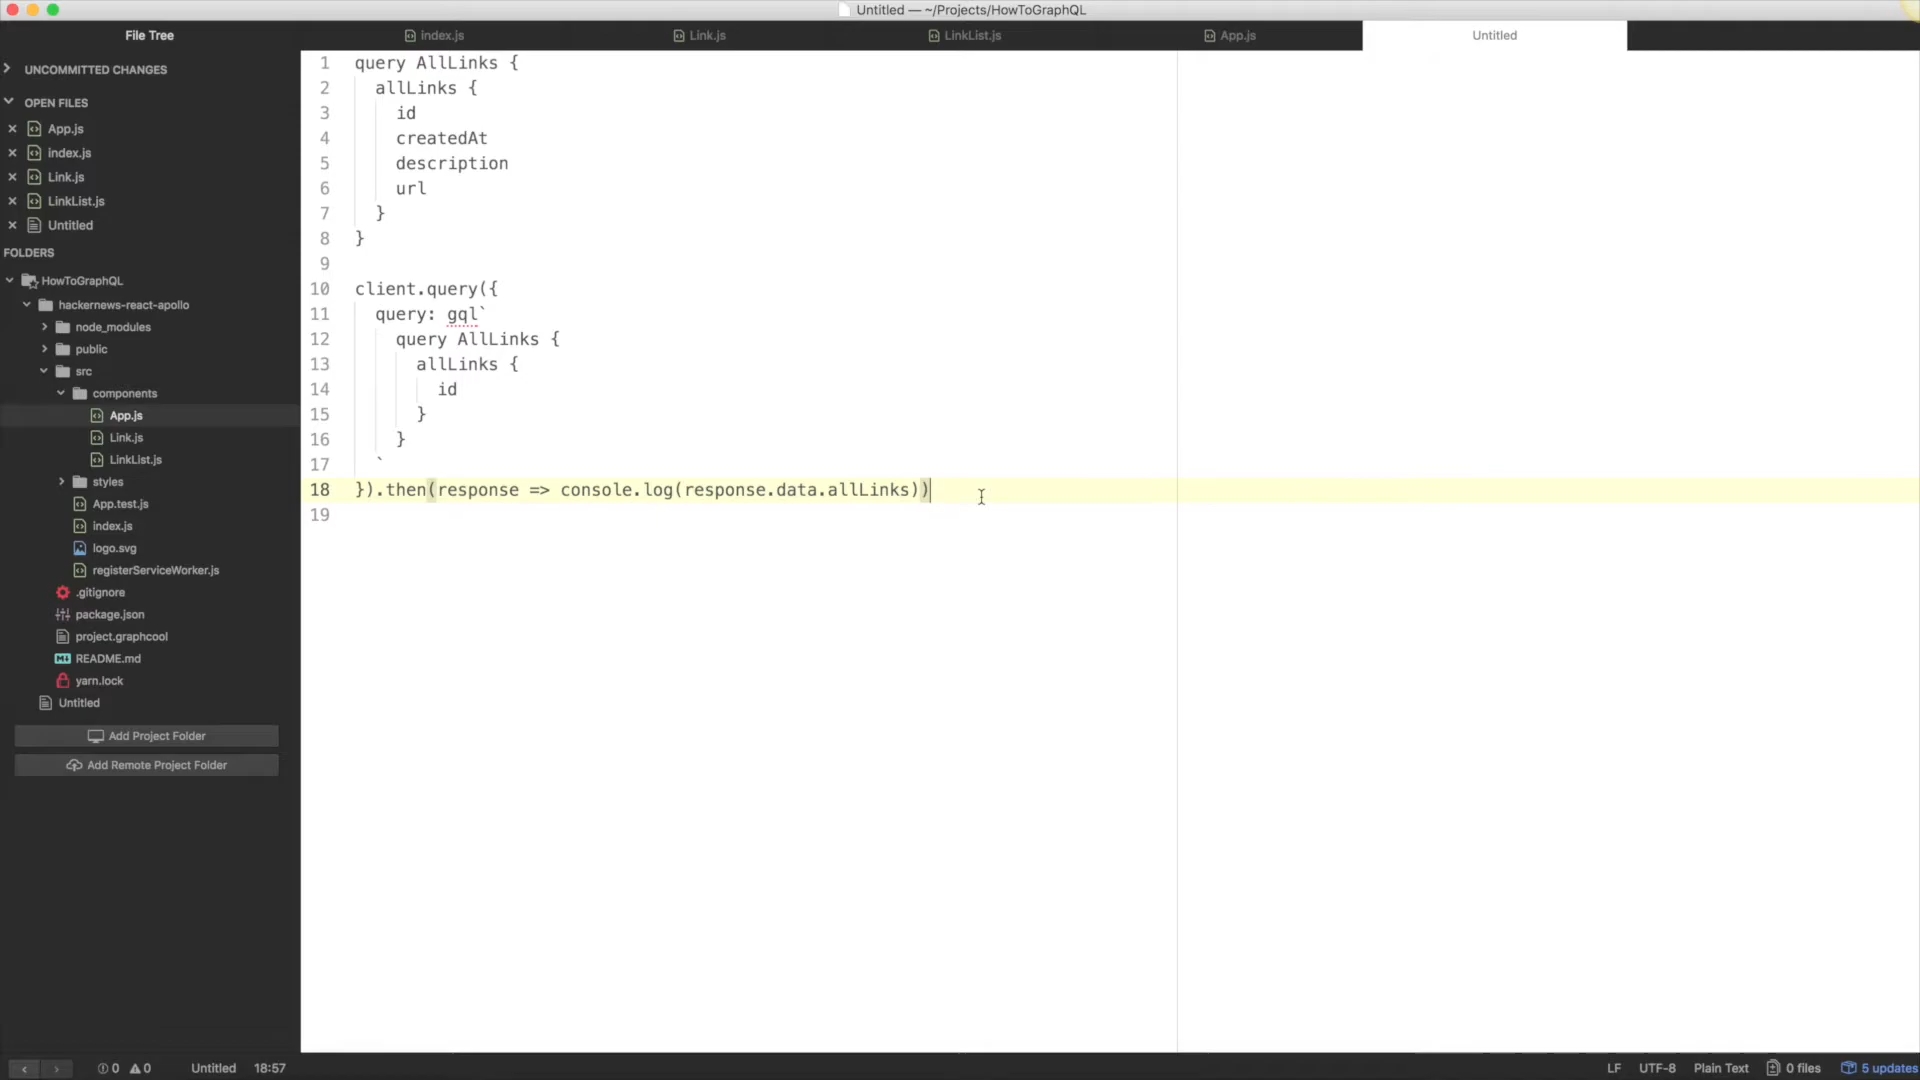 Untitled — ~/Projects/HowToGraphQL
File Tree
index.js
Link.js
LinkList.js
App.js
Untitled
UNCOMMITTED CHANGES
OPEN FILES
App.js
index.js
Link.js
LinkList.js
Untitled
FOLDERS
HowToGraphQL
hackernews-react-apollo
node_modules
public
src
components
App.js
Link.js
LinkList.js
styles
App.test.js
index.js
logo.svg
registerServiceWorker.js
.gitignore
package.json
project.graphcool
README.md
yarn.lock
Untitled
Add Project Folder
Add Remote Project Folder
1 query AllLinks {
2   allLinks {
3     id
4     createdAt
5     description
6     url
7   }
8 }
9
10 client.query({
11   query: gql`
12     query AllLinks {
13       allLinks {
14         id
15       }
16     }
17   `
18 }).then(response => console.log(response.data.allLinks))
19
0 0 Untitled 18:57
LF UTF-8 Plain Text 0 files 5 updates